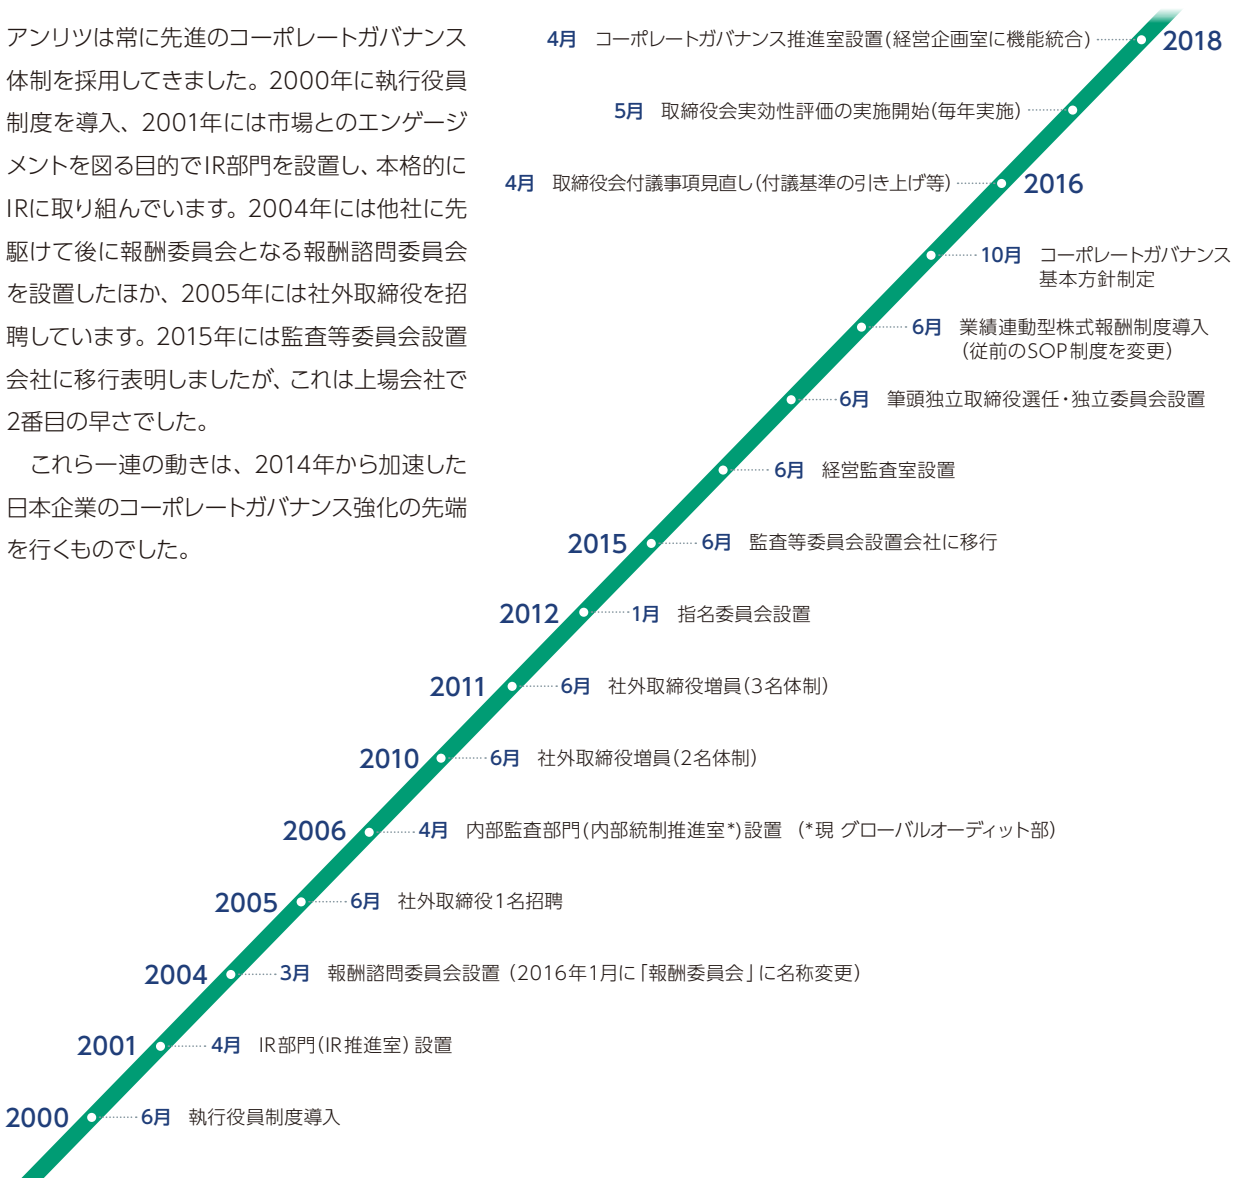 アンリツは常に先進のコーポレートガバナンス
体制を採用してきました。2000年に執行役員
制度を導入、2001年には市場とのエンゲージ
メントを図る目的でIR部門を設置し、本格的に
IRに取り組んでいます。2004年には他社に先
駆けて後に報酬委員会となる報酬諮問委員会
を設置したほか、2005年には社外取締役を招
聘しています。2015年には監査等委員会設置
会社に移行表明しましたが、これは上場会社で
2番目の早さでした。
　これら一連の動きは、2014年から加速した
日本企業のコーポレートガバナンス強化の先端
を行くものでした。
4月 コーポレートガバナンス推進室設置(経営企画室に機能統合) 2018
5月 取締役会実効性評価の実施開始(毎年実施)
4月 取締役会付議事項見直し(付議基準の引き上げ等) 2016
10月 コーポレートガバナンス
基本方針制定
6月 業績連動型株式報酬制度導入
(従前のSOP制度を変更)
6月 筆頭独立取締役選任・独立委員会設置
6月 経営監査室設置
2015 6月 監査等委員会設置会社に移行
2012 1月 指名委員会設置
2011 6月 社外取締役増員(3名体制)
2010 6月 社外取締役増員(2名体制)
2006 4月 内部監査部門(内部統制推進室*)設置 (*現 グローバルオーディット部)
2005 6月 社外取締役1名招聘
2004 3月 報酬諮問委員会設置(2016年1月に「報酬委員会」に名称変更)
2001 4月 IR部門(IR推進室)設置
2000 6月 執行役員制度導入